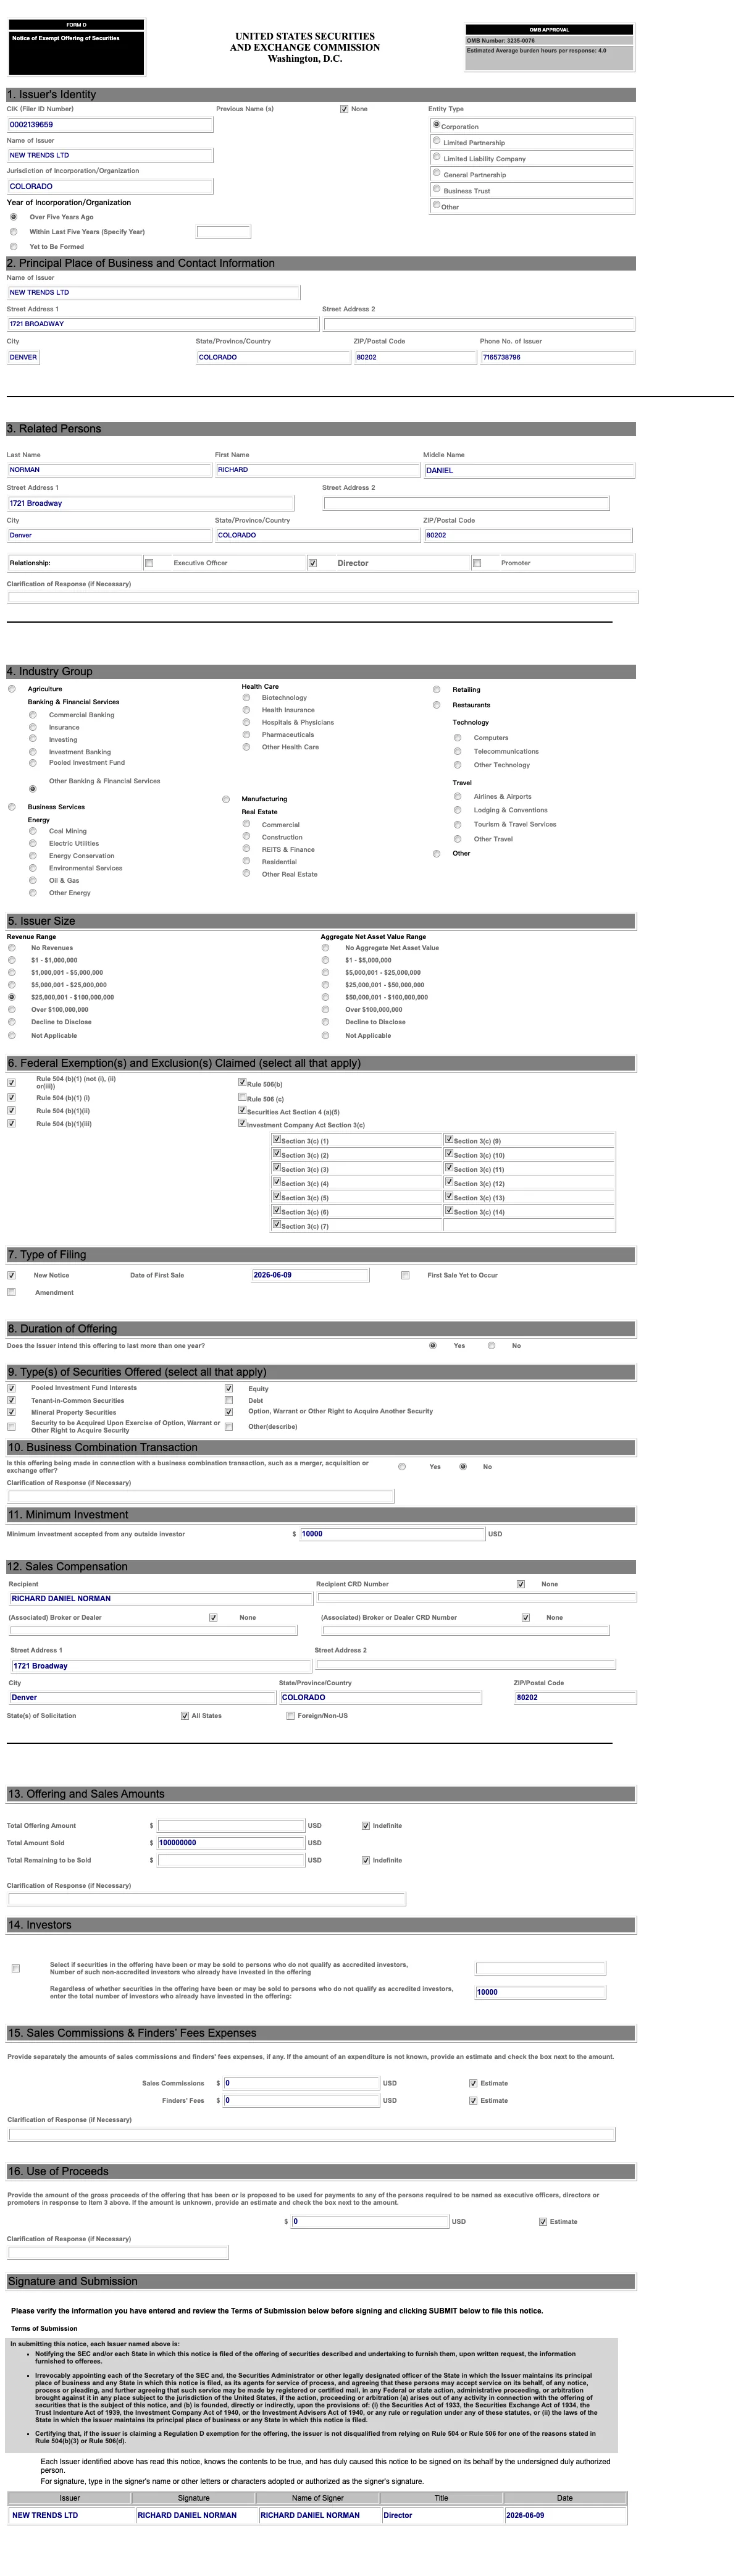 FORM D
Notice of Exempt Offering of Securities
UNITED STATES SECURITIES
AND EXCHANGE COMMISSION
Washington, D.C.
OMB APPROVAL
OMB Number: 3235-0076
Estimated Average burden hours per response: 4.0
1. Issuer's Identity
CIK (Filer ID Number) Previous Name (s) None Entity Type
0002139659
Corporation
Name of Issuer
Limited Partnership
NEW TRENDS LTD
Limited Liability Company
Jurisdiction of Incorporation/Organization
General Partnership
COLORADO
Business Trust
Year of Incorporation/Organization
Other
Over Five Years Ago
Within Last Five Years (Specify Year)
Yet to Be Formed
2. Principal Place of Business and Contact Information
Name of Issuer
NEW TRENDS LTD
Street Address 1 Street Address 2
1721 BROADWAY
City State/Province/Country ZIP/Postal Code Phone No. of Issuer
DENVER COLORADO 80202 7165738796
3. Related Persons
Last Name First Name Middle Name
NORMAN RICHARD DANIEL
Street Address 1 Street Address 2
1721 Broadway
City State/Province/Country ZIP/Postal Code
Denver COLORADO 80202
Relationship: Executive Officer Director Promoter
Clarification of Response (if Necessary)
4. Industry Group
Agriculture
Banking & Financial Services
Commercial Banking
Insurance
Investing
Investment Banking
Pooled Investment Fund
Other Banking & Financial Services
Business Services
Energy
Coal Mining
Electric Utilities
Energy Conservation
Environmental Services
Oil & Gas
Other Energy
Health Care
Biotechnology
Health Insurance
Hospitals & Physicians
Pharmaceuticals
Other Health Care
Manufacturing
Real Estate
Commercial
Construction
REITS & Finance
Residential
Other Real Estate
Retailing
Restaurants
Technology
Computers
Telecommunications
Other Technology
Travel
Airlines & Airports
Lodging & Conventions
Tourism & Travel Services
Other Travel
Other
5. Issuer Size
Revenue Range Aggregate Net Asset Value Range
No Revenues No Aggregate Net Asset Value
$1 - $1,000,000 $1 - $5,000,000
$1,000,001 - $5,000,000 $5,000,001 - $25,000,000
$5,000,001 - $25,000,000 $25,000,001 - $50,000,000
$25,000,001 - $100,000,000 $50,000,001 - $100,000,000
Over $100,000,000 Over $100,000,000
Decline to Disclose Decline to Disclose
Not Applicable Not Applicable
6. Federal Exemption(s) and Exclusion(s) Claimed (select all that apply)
Rule 504 (b)(1) (not (i), (ii)
or(iii)) Rule 506(b)
Rule 504 (b)(1) (i) Rule 506 (c)
Rule 504 (b)(1)(ii) Securities Act Section 4 (a)(5)
Rule 504 (b)(1)(iii) Investment Company Act Section 3(c)
Section 3(c) (1) Section 3(c) (9)
Section 3(c) (2) Section 3(c) (10)
Section 3(c) (3) Section 3(c) (11)
Section 3(c) (4) Section 3(c) (12)
Section 3(c) (5) Section 3(c) (13)
Section 3(c) (6) Section 3(c) (14)
Section 3(c) (7)
7. Type of Filing
New Notice Date of First Sale 2026-06-09 First Sale Yet to Occur
Amendment
8. Duration of Offering
Does the Issuer intend this offering to last more than one year? Yes No
9. Type(s) of Securities Offered (select all that apply)
Pooled Investment Fund Interests Equity
Tenant-in-Common Securities Debt
Mineral Property Securities Option, Warrant or Other Right to Acquire Another Security
Security to be Acquired Upon Exercise of Option, Warrant or
Other Right to Acquire Security Other(describe)
10. Business Combination Transaction
Is this offering being made in connection with a business combination transaction, such as a merger, acquisition or
exchange offer? Yes No
Clarification of Response (if Necessary)
11. Minimum Investment
Minimum investment accepted from any outside investor $ 10000 USD
12. Sales Compensation
Recipient Recipient CRD Number None
RICHARD DANIEL NORMAN
(Associated) Broker or Dealer None (Associated) Broker or Dealer CRD Number None
Street Address 1 Street Address 2
1721 Broadway
City State/Province/Country ZIP/Postal Code
Denver COLORADO 80202
State(s) of Solicitation All States Foreign/Non-US
13. Offering and Sales Amounts
Total Offering Amount $ USD Indefinite
Total Amount Sold $ 100000000 USD
Total Remaining to be Sold $ USD Indefinite
Clarification of Response (if Necessary)
14. Investors
Select if securities in the offering have been or may be sold to persons who do not qualify as accredited investors,
Number of such non-accredited investors who already have invested in the offering
Regardless of whether securities in the offering have been or may be sold to persons who do not qualify as accredited investors,
enter the total number of investors who already have invested in the offering: 10000
15. Sales Commissions & Finders' Fees Expenses
Provide separately the amounts of sales commissions and finders' fees expenses, if any. If the amount of an expenditure is not known, provide an estimate and check the box next to the amount.
Sales Commissions $ 0 USD Estimate
Finders' Fees $ 0 USD Estimate
Clarification of Response (if Necessary)
16. Use of Proceeds
Provide the amount of the gross proceeds of the offering that has been or is proposed to be used for payments to any of the persons required to be named as executive officers, directors or
promoters in response to Item 3 above. If the amount is unknown, provide an estimate and check the box next to the amount.
$ 0 USD Estimate
Clarification of Response (if Necessary)
Signature and Submission
Please verify the information you have entered and review the Terms of Submission below before signing and clicking SUBMIT below to file this notice.
Terms of Submission
In submitting this notice, each Issuer named above is:
• Notifying the SEC and/or each State in which this notice is filed of the offering of securities described and undertaking to furnish them, upon written request, the information
furnished to offerees.
• Irrevocably appointing each of the Secretary of the SEC and, the Securities Administrator or other legally designated officer of the State in which the Issuer maintains its principal
place of business and any State in which this notice is filed, as its agents for service of process, and agreeing that these persons may accept service on its behalf, of any notice,
process or pleading, and further agreeing that such service may be made by registered or certified mail, in any Federal or state action, administrative proceeding, or arbitration
brought against it in any place subject to the jurisdiction of the United States, if the action, proceeding or arbitration (a) arises out of any activity in connection with the offering of
securities that is the subject of this notice, and (b) is founded, directly or indirectly, upon the provisions of: (i) the Securities Act of 1933, the Securities Exchange Act of 1934, the
Trust Indenture Act of 1939, the Investment Company Act of 1940, or the Investment Advisers Act of 1940, or any rule or regulation under any of these statutes, or (ii) the laws of the
State in which the issuer maintains its principal place of business or any State in which this notice is filed.
• Certifying that, if the issuer is claiming a Regulation D exemption for the offering, the issuer is not disqualified from relying on Rule 504 or Rule 506 for one of the reasons stated in
Rule 504(b)(3) or Rule 506(d).
Each Issuer identified above has read this notice, knows the contents to be true, and has duly caused this notice to be signed on its behalf by the undersigned duly authorized
person.
For signature, type in the signer's name or other letters or characters adopted or authorized as the signer's signature.
Issuer Signature Name of Signer Title Date
NEW TRENDS LTD RICHARD DANIEL NORMAN RICHARD DANIEL NORMAN Director 2026-06-09